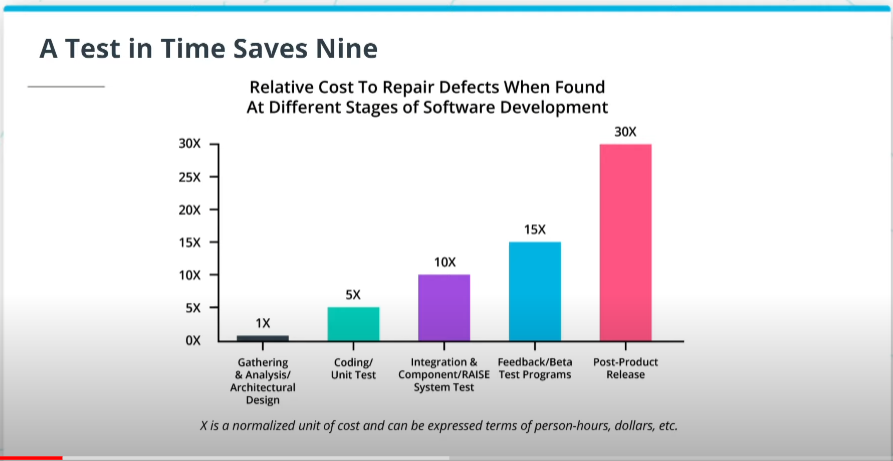 A Test in Time Saves Nine
Relative Cost To Repair Defects When Found
At Different Stages of Software Development
30X
25X
20X
15X
10X
5X
0X
1X
5X
10X
15X
30X
Gathering
& Analysis/
Architectural
Design
Coding/
Unit Test
Integration &
Component/RAISE
System Test
Feedback/Beta
Test Programs
Post-Product
Release
X is a normalized unit of cost and can be expressed terms of person-hours, dollars, etc.